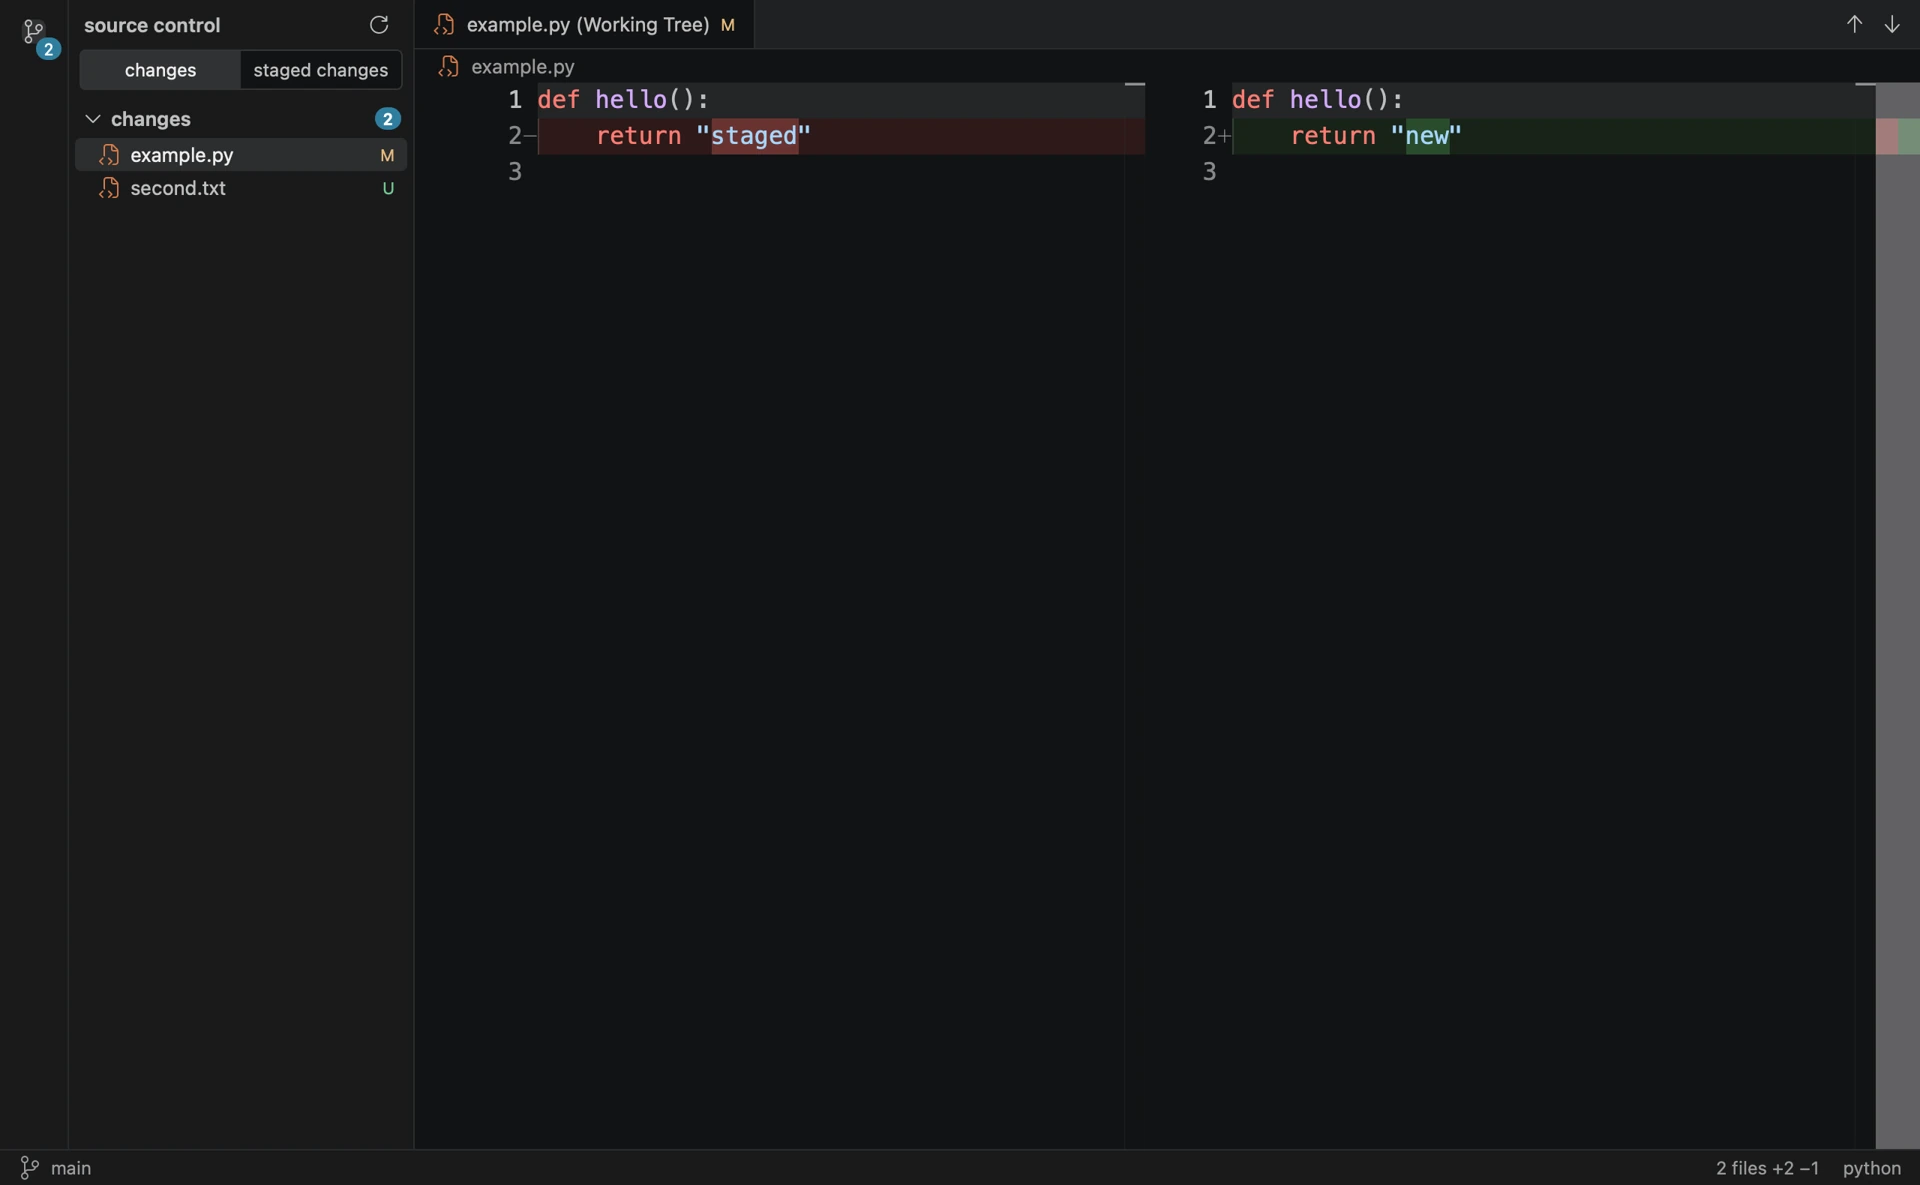 2
source control
changes
staged changes
changes 2
example.py M
second.txt U
example.py (Working Tree) M
example.py
1 def hello():
2- return "staged"
3
1 def hello():
2+ return "new"
3
main
2 files +2 −1 python